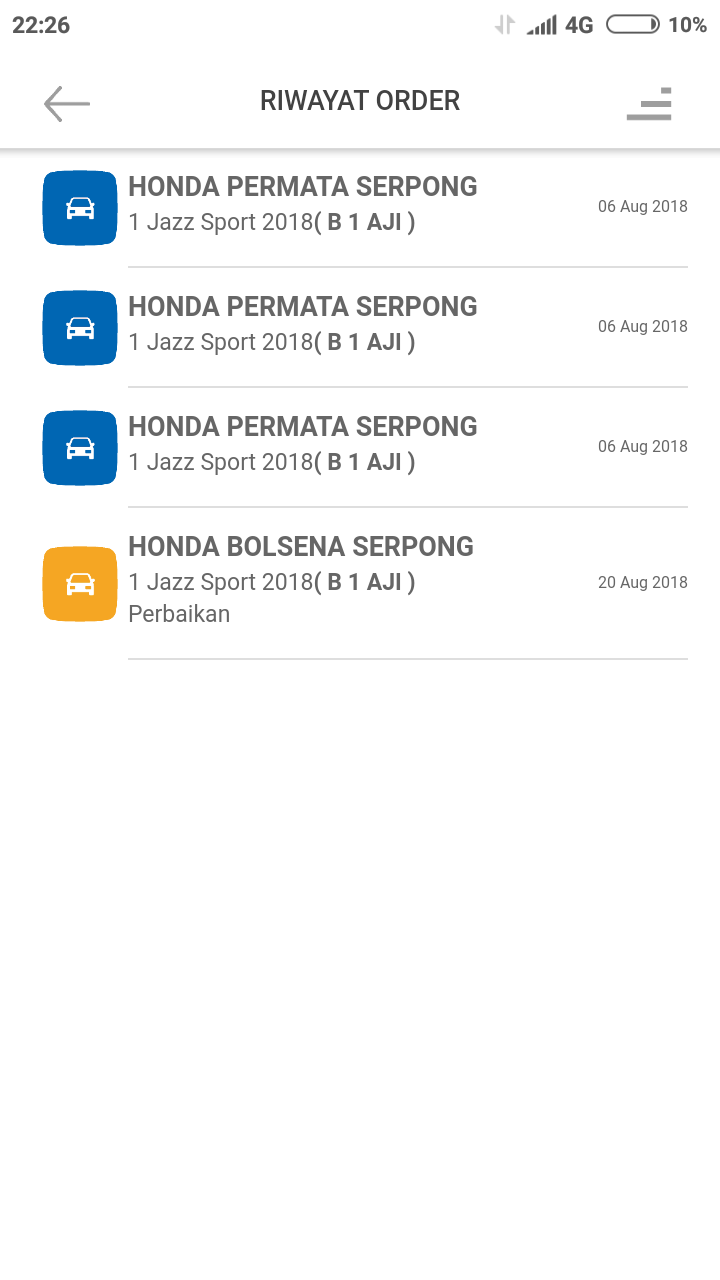 22:26 4G 10%
RIWAYAT ORDER
HONDA PERMATA SERPONG
1 Jazz Sport 2018( B 1 AJI )
06 Aug 2018
HONDA PERMATA SERPONG
1 Jazz Sport 2018( B 1 AJI )
06 Aug 2018
HONDA PERMATA SERPONG
1 Jazz Sport 2018( B 1 AJI )
06 Aug 2018
HONDA BOLSENA SERPONG
1 Jazz Sport 2018( B 1 AJI )
20 Aug 2018
Perbaikan